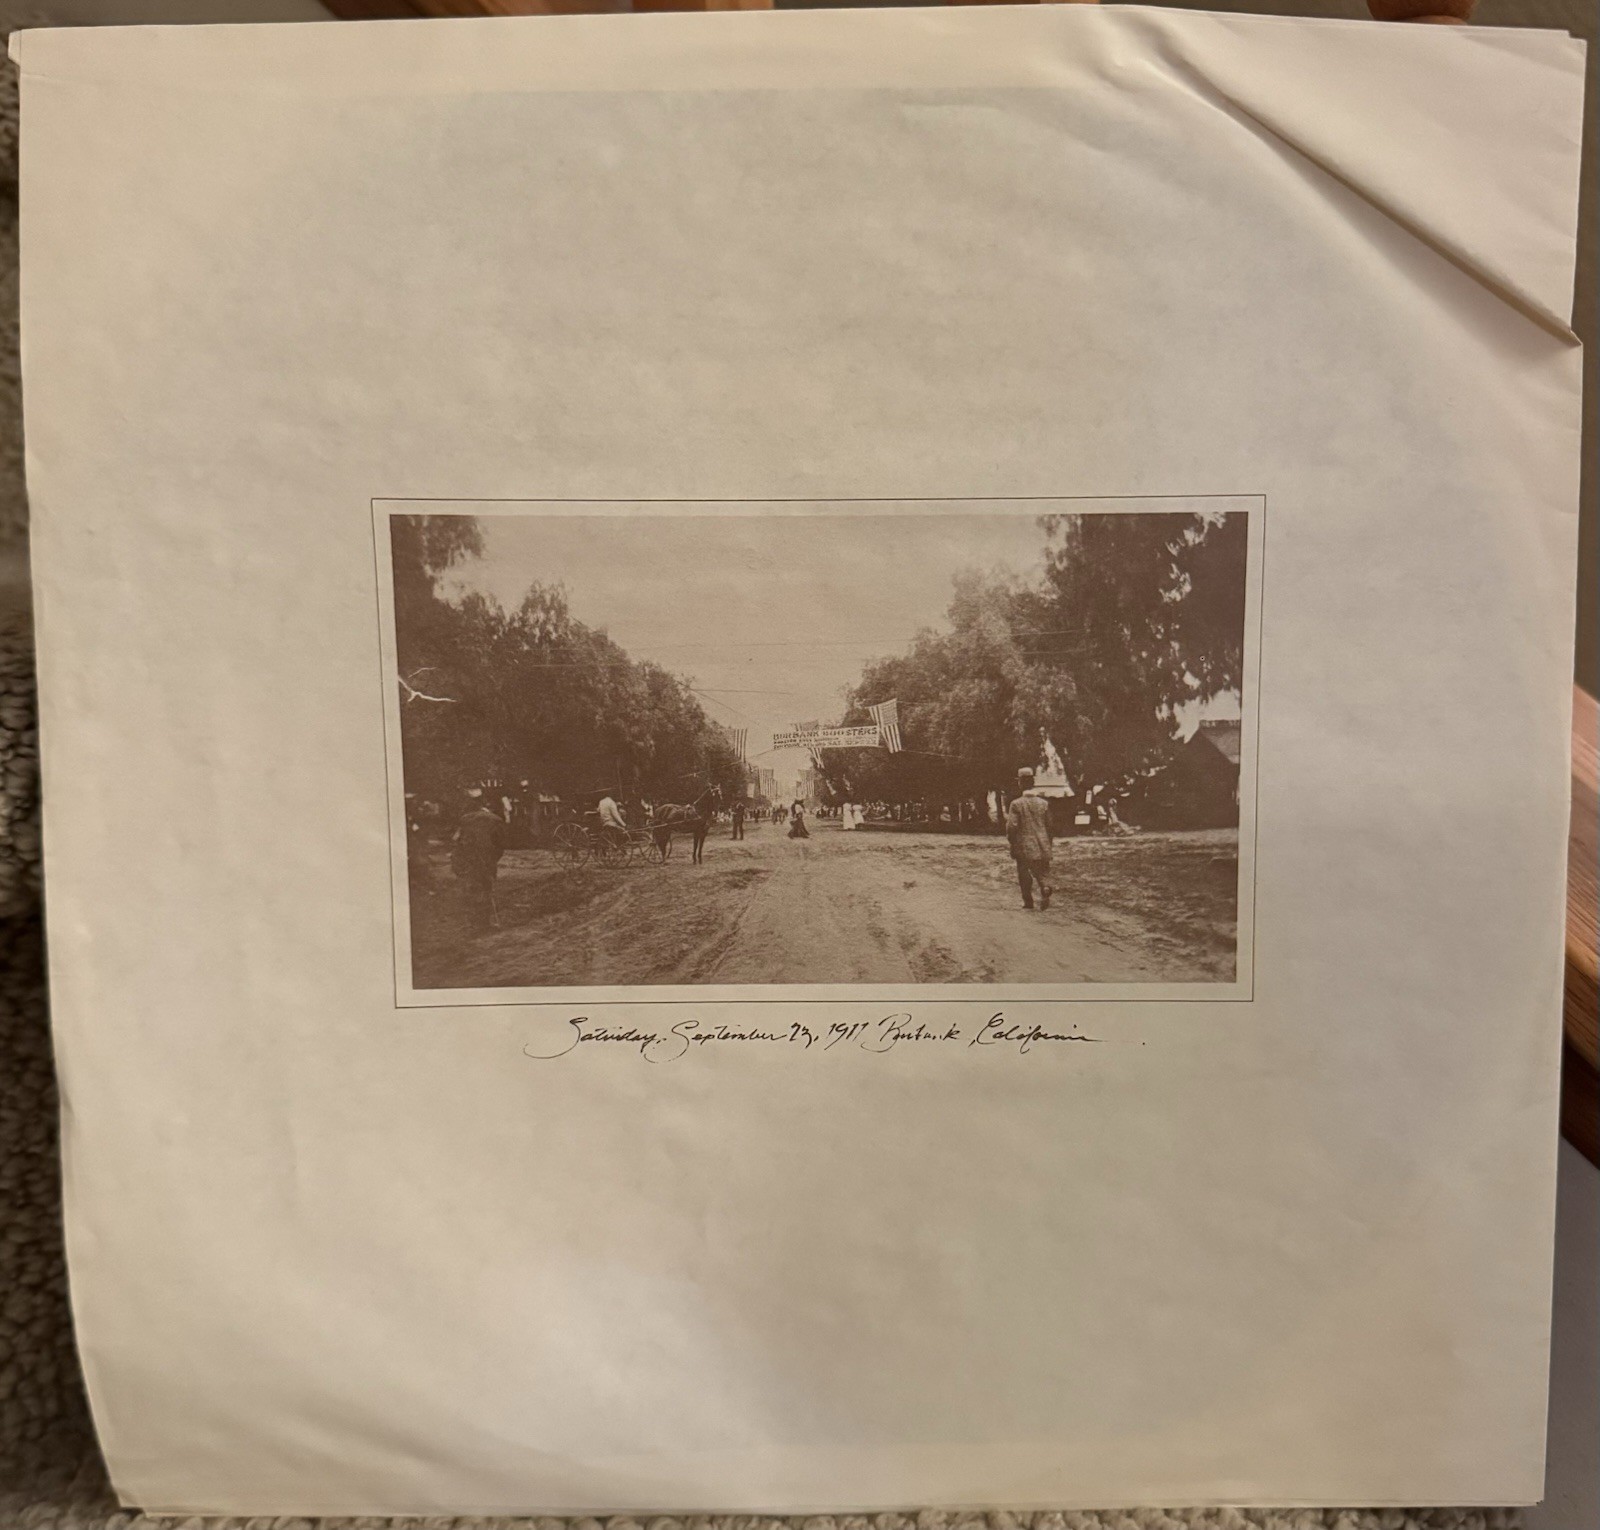 BURBANK BOOSTERS
Saturday, September 23, 1911 Burbank, California